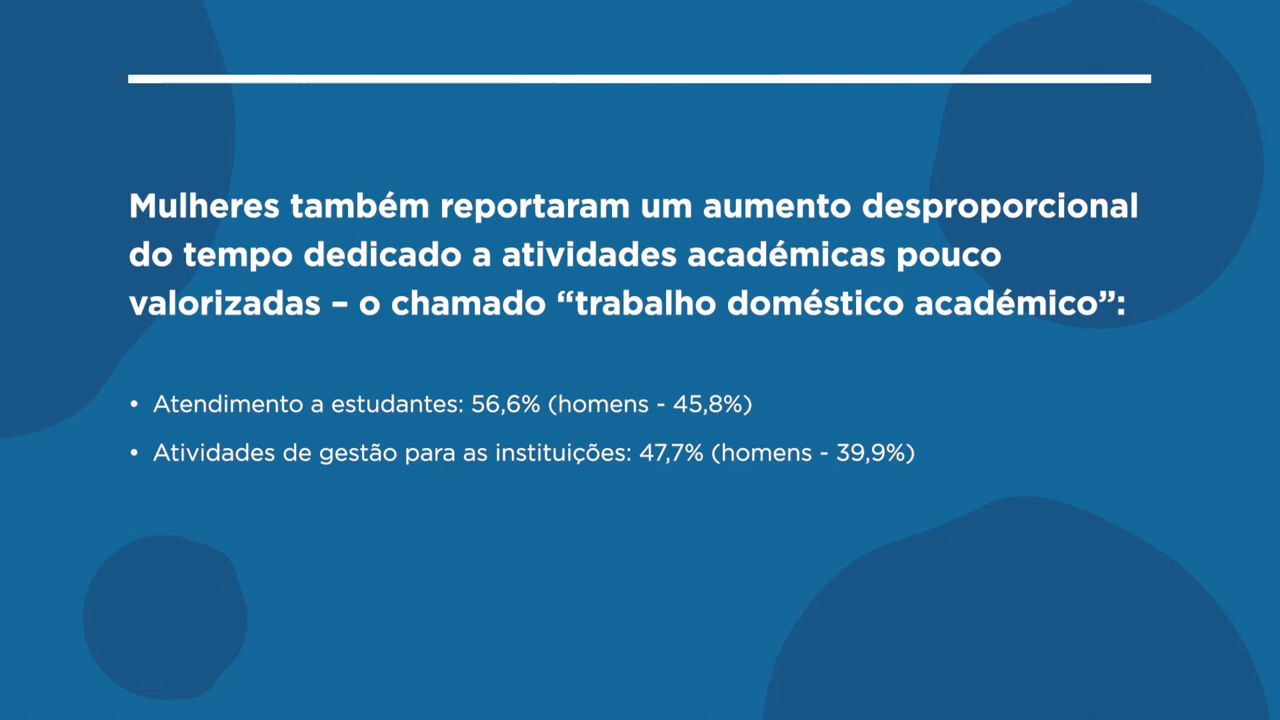 Mulheres também reportaram um aumento desproporcional
do tempo dedicado a atividades académicas pouco
valorizadas – o chamado “trabalho doméstico académico”:
• Atendimento a estudantes: 56,6% (homens - 45,8%)
• Atividades de gestão para as instituições: 47,7% (homens - 39,9%)